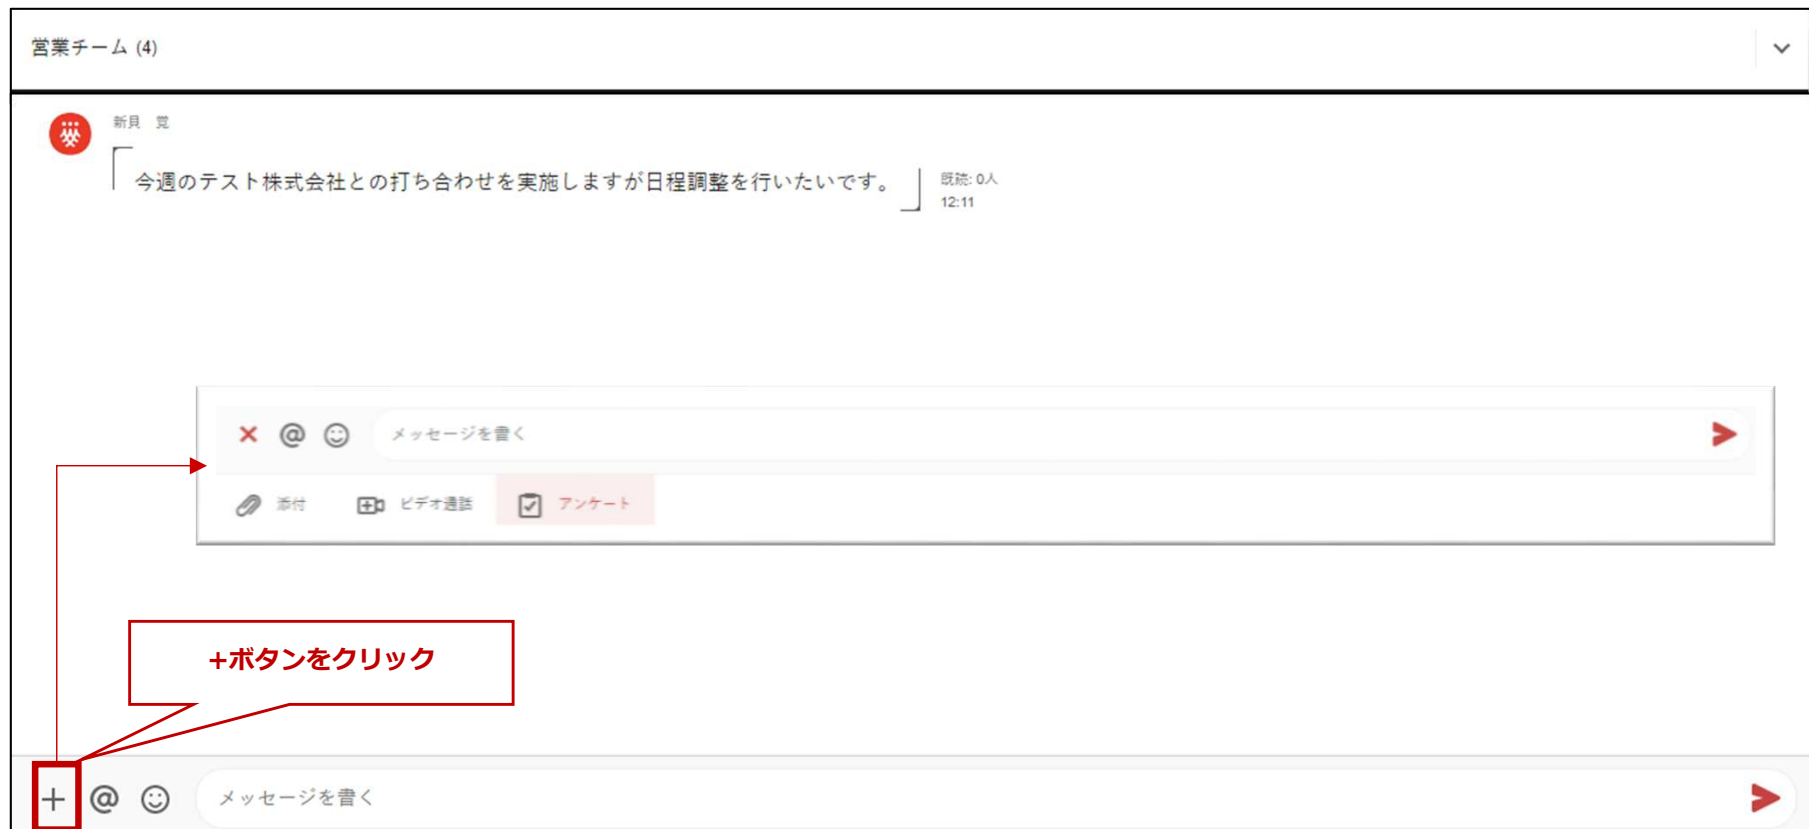 営業チーム (4)
新貝 覚
今週のテスト株式会社との打ち合わせを実施しますが日程調整を行いたいです。
既読: 0人
12:11
@ メッセージを書く
添付 ビデオ通話 アンケート
+ボタンをクリック
+ @ メッセージを書く